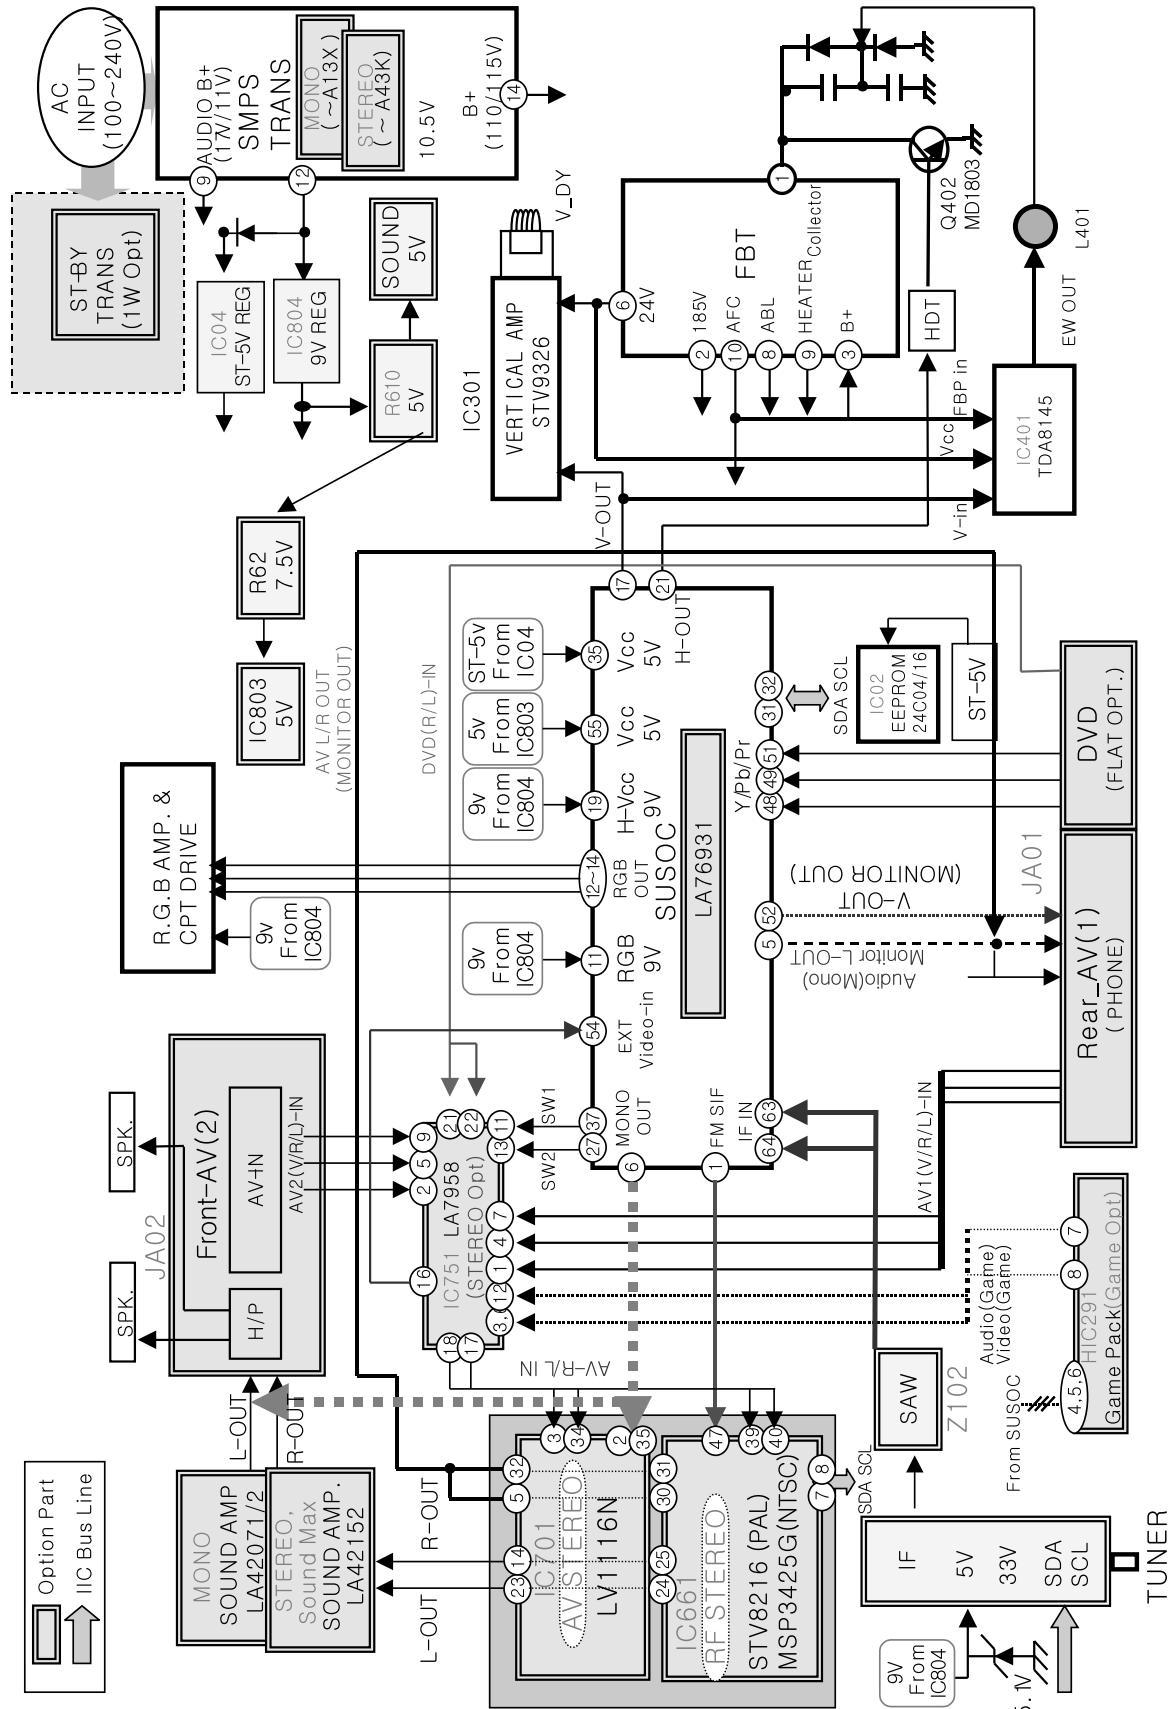 Option Part
IIC Bus Line
MONO
SOUND AMP
LA42071/2
STEREO,
Sound Max
SOUND AMP.
LA42152
L-OUT
R-OUT
L-OUT
R-OUT
SPK.
SPK.
JA02
Front-AV(2)
H/P
AV-IN
AV2(V/R/L)-IN
R.G.B AMP. &
CPT DRIVE
9v
From
IC804
IC803
5V
R62
7.5V
AV L/R OUT
(MONITOR OUT)
DVD(R/L)-IN
ST-BY
TRANS
(1W Opt)
AC
INPUT
(100~240V)
9
AUDIO B+
(17V/11V)
SMPS
TRANS
MONO
( ~A13X )
STEREO
( ~ A43K)
10.5V
B+
(110/115V)
14
12
IC04
ST-5V REG
IC804
9V REG
R610
5V
SOUND
5V
IC701
AV STEREO
LV1116N
23
14
5
32
3
34
2
35
IC661
RF STEREO
STV8216 (PAL)
MSP3425G(NTSC)
24
25
30
31
47
39
40
7
8
SDA SCL
AV-R/L IN
IC751
LA7958
(STEREO Opt)
18
17
16
2
5
9
21
22
11
13
7
4
1
12
SW2
SW1
27
37
6
MONO
OUT
1
FM SIF
IF IN
64
63
54
EXT
Video-in
11
RGB
9V
9v
From
IC804
12~14
RGB
OUT
SUSOC
LA76931
19
H-Vcc
9V
9v
From
IC804
55
Vcc
5V
5v
From
IC803
35
Vcc
5V
ST-5v
From
IC04
17
21
H-OUT
V-OUT
5
52
Audio(Mono)
Monitor L-OUT
V-OUT
(MONITOR OUT)
48
49
51
Y/Pb/Pr
31
32
SDA SCL
IC02
EEPROM
24C04/16
ST-5V
IC301
VERTICAL AMP
STV9326
V_DY
FBT
6
24V
2
185V
10
AFC
8
ABL
9
HEATER
3
B+
1
Collector
Q402
MD1803
HDT
Vcc
FBP in
V-in
IC401
TDA8145
EW OUT
L401
JA01
DVD
(FLAT OPT.)
Rear_AV(1)
( PHONE)
AV1(V/R/L)-IN
HIC291
Game Pack(Game Opt)
4,5,6
8
7
Audio(Game)
Video(Game)
From SUSOC
SAW
Z1102
TUNER
IF
5V
33V
SDA
SCL
9V
From
IC804